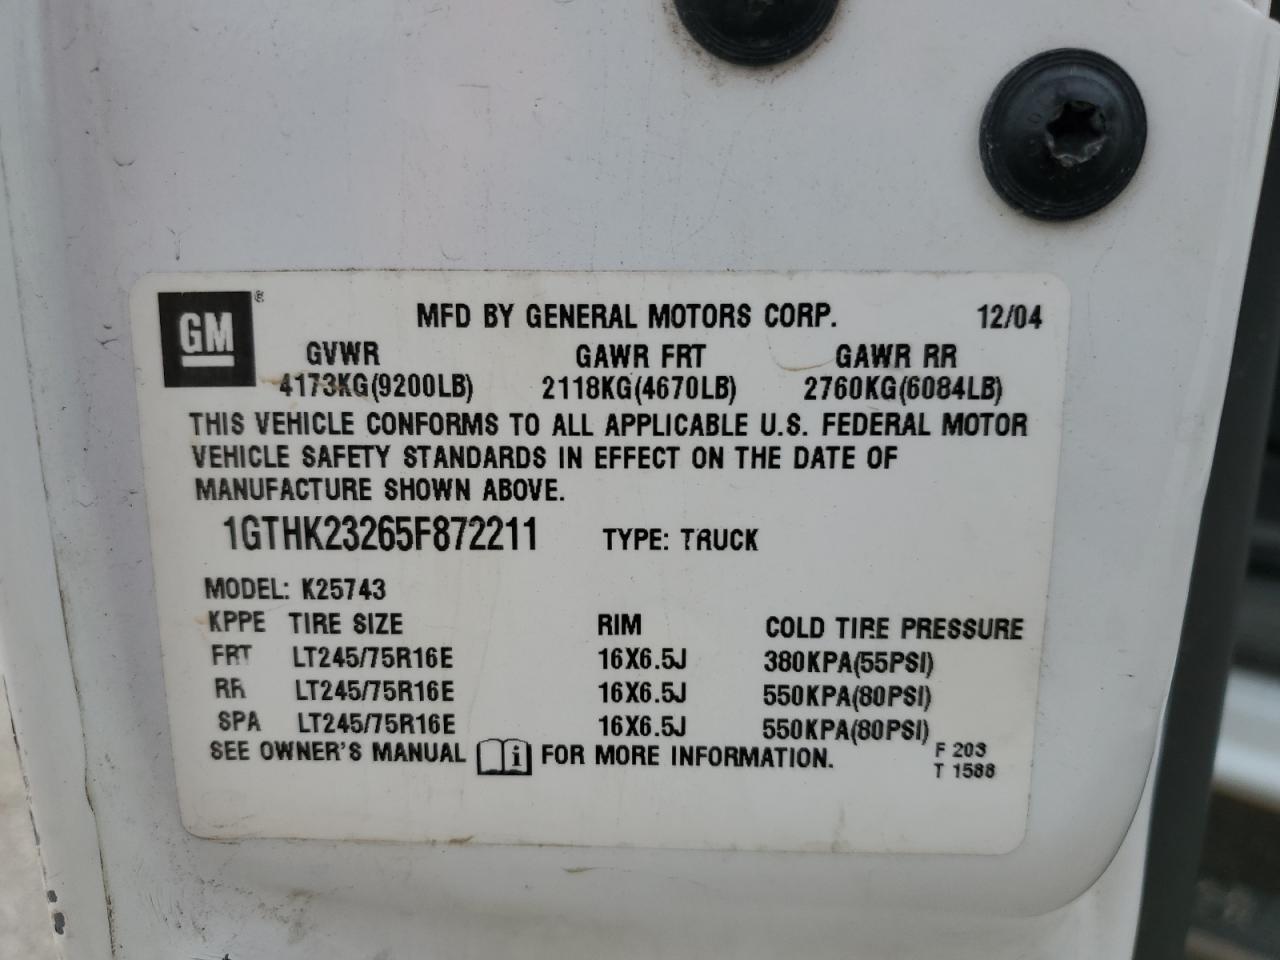 GM ®
MFD BY GENERAL MOTORS CORP. 12/04
GVWR GAWR FRT GAWR RR
4173KG(9200LB) 2118KG(4670LB) 2760KG(6084LB)
THIS VEHICLE CONFORMS TO ALL APPLICABLE U.S. FEDERAL MOTOR
VEHICLE SAFETY STANDARDS IN EFFECT ON THE DATE OF
MANUFACTURE SHOWN ABOVE.
1GTHK23265F872211 TYPE: TRUCK
MODEL: K25743
KPPE TIRE SIZE RIM COLD TIRE PRESSURE
FRT LT245/75R16E 16X6.5J 380KPA(55PSI)
RR LT245/75R16E 16X6.5J 550KPA(80PSI)
SPA LT245/75R16E 16X6.5J 550KPA(80PSI)
SEE OWNER'S MANUAL i FOR MORE INFORMATION.
F 203
T 1588